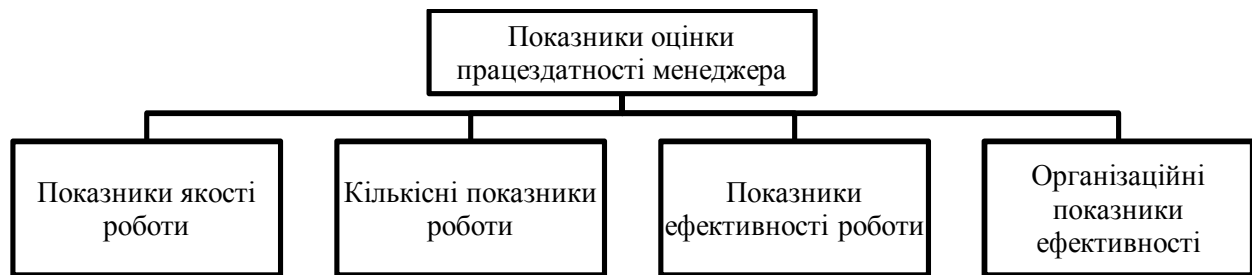 Показники оцінки
працездатності менеджера
Показники якості
роботи
Кількісні показники
роботи
Показники
ефективності роботи
Організаційні
показники
ефективності